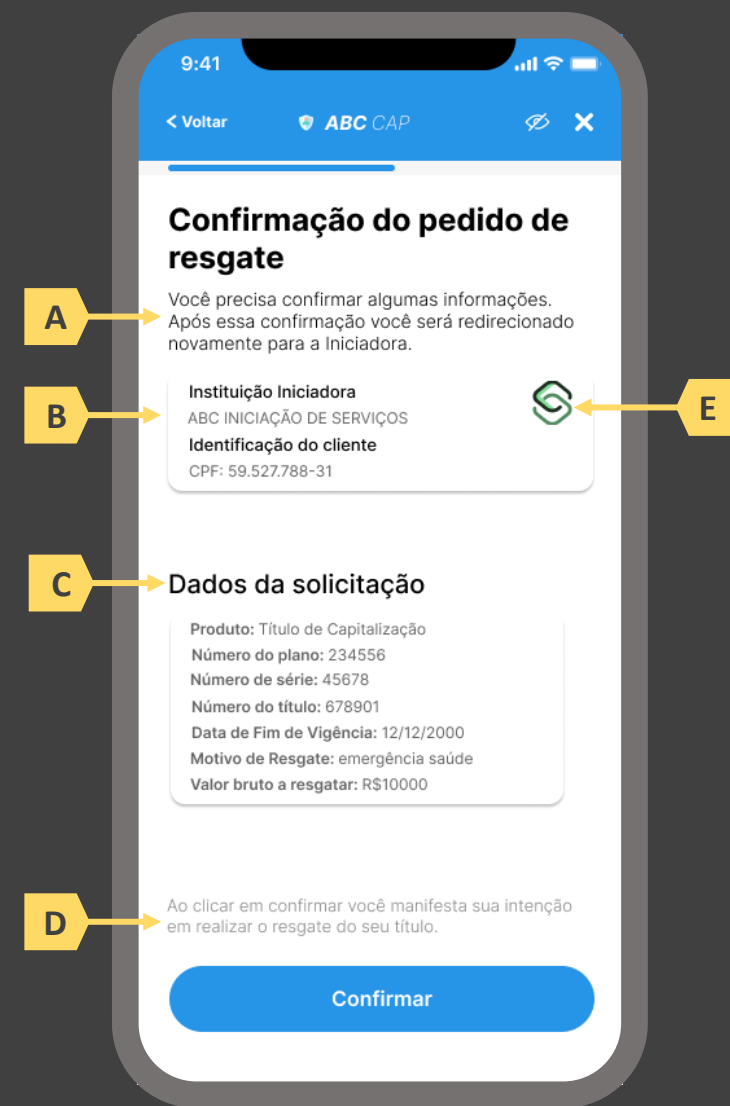 9:41
< Voltar
ABC CAP
Confirmação do pedido de
resgate
A
Você precisa confirmar algumas informações.
Após essa confirmação você será redirecionado
novamente para a Iniciadora.
B
Instituição Iniciadora
ABC INICIAÇÃO DE SERVIÇOS
Identificação do cliente
CPF: 59.527.788-31
E
C
Dados da solicitação
Produto: Título de Capitalização
Número do plano: 234556
Número de série: 45678
Número do título: 678901
Data de Fim de Vigência: 12/12/2000
Motivo de Resgate: emergência saúde
Valor bruto a resgatar: R$10000
D
Ao clicar em confirmar você manifesta sua intenção
em realizar o resgate do seu título.
Confirmar